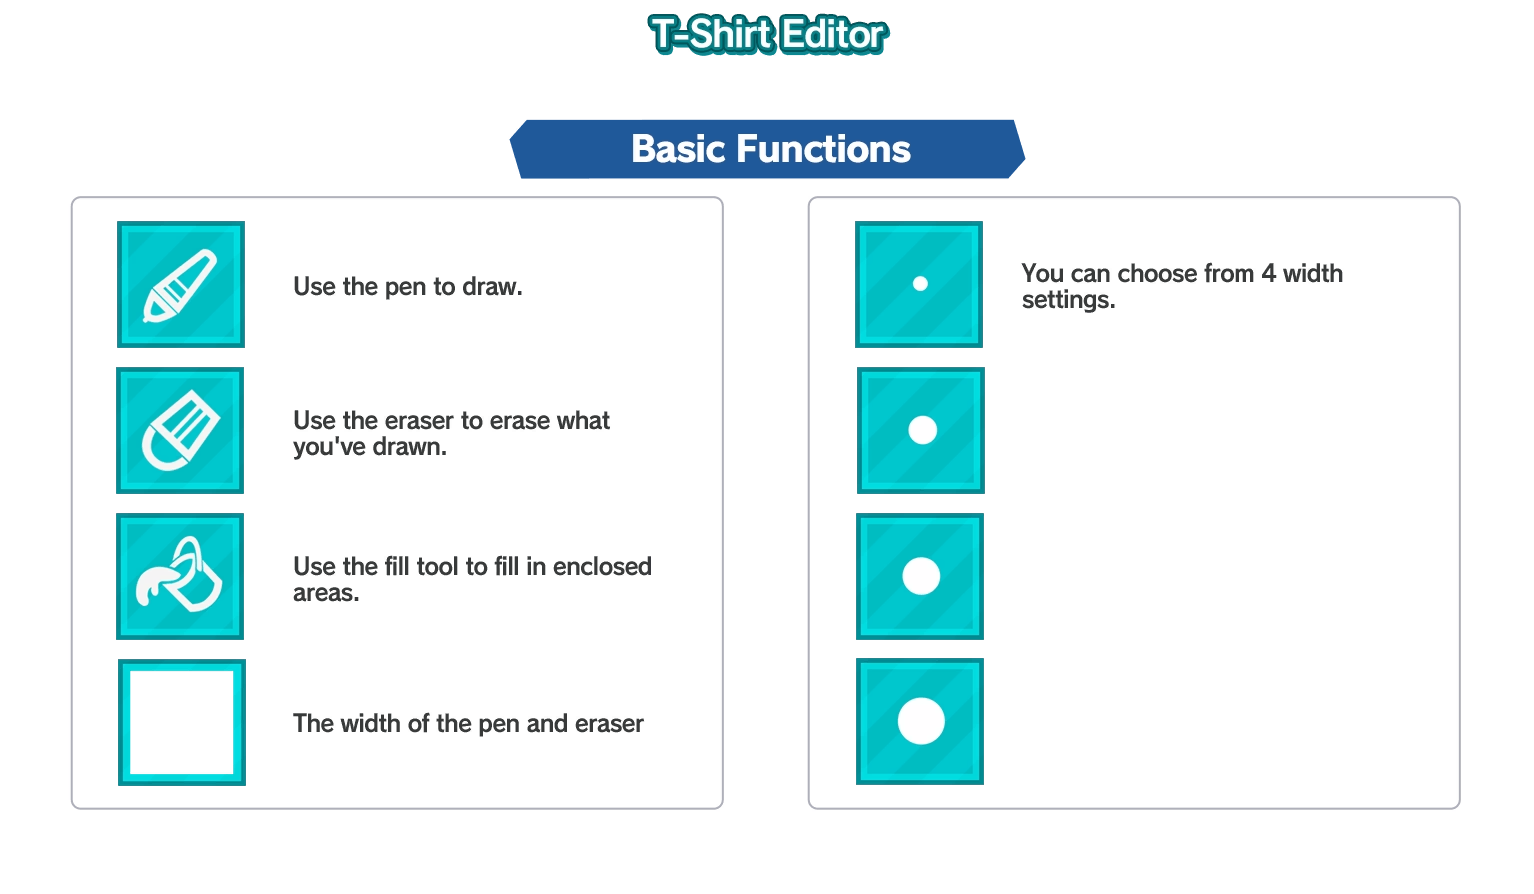 T-Shirt Editor
Basic Functions
Use the pen to draw.
Use the eraser to erase what
you've drawn.
Use the fill tool to fill in enclosed
areas.
The width of the pen and eraser
You can choose from 4 width
settings.